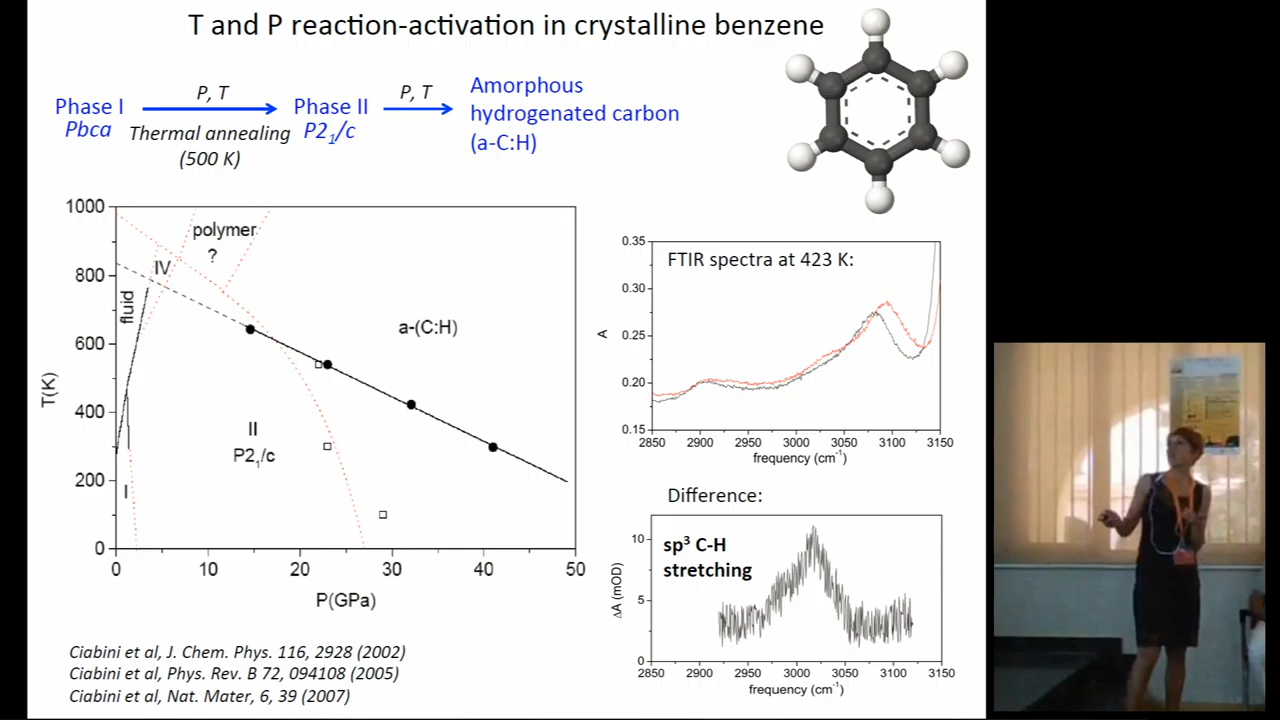 T and P reaction-activation in crystalline benzene
Phase I
Pbca
P, T
Thermal annealing
(500 K)
Phase II
P2₁/c
P, T
Amorphous
hydrogenated carbon
(a-C:H)
1000
800
600
400
200
0
T(K)
fluid
IV
polymer
?
a-(C:H)
II
P2₁/c
I
0 10 20 30 40 50
P(GPa)
FTIR spectra at 423 K:
0.35
0.30
0.25
0.20
0.15
A
2850 2900 2950 3000 3050 3100 3150
frequency (cm⁻¹)
Difference:
sp³ C-H
stretching
10
5
0
ΔA (mOD)
2850 2900 2950 3000 3050 3100 3150
frequency (cm⁻¹)
Ciabini et al, J. Chem. Phys. 116, 2928 (2002)
Ciabini et al, Phys. Rev. B 72, 094108 (2005)
Ciabini et al, Nat. Mater, 6, 39 (2007)